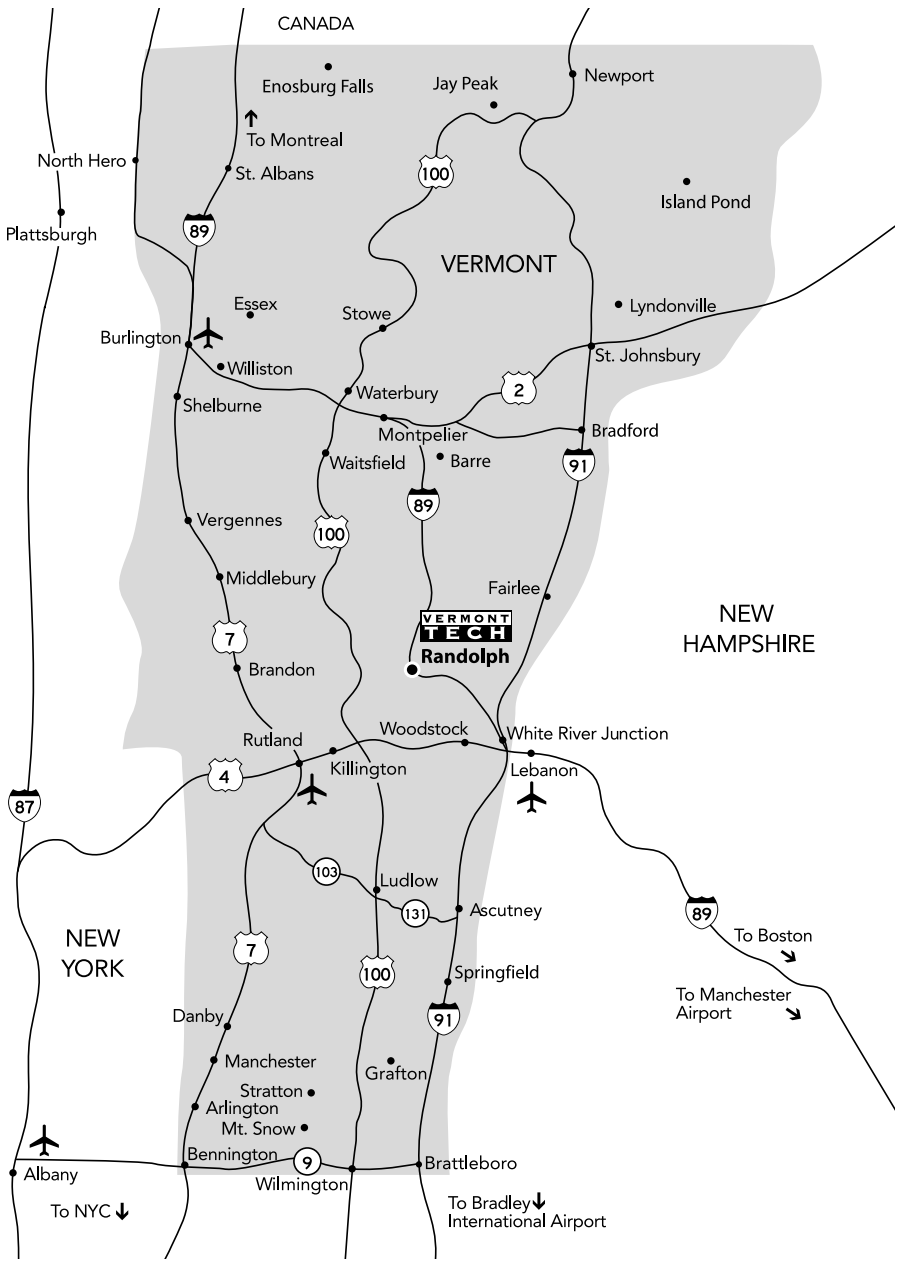 CANADA
Enosburg Falls
Jay Peak
Newport
To Montreal
North Hero
St. Albans
100
Island Pond
Plattsburgh
89
VERMONT
Essex
Stowe
Lyndonville
Burlington
Williston
St. Johnsbury
Waterbury
2
Shelburne
Montpelier
Bradford
Waitsfield
Barre
91
89
Vergennes
100
Middlebury
Fairlee
VERMONT
TECH
Randolph
NEW
HAMPSHIRE
7
Brandon
Woodstock
White River Junction
Rutland
Killington
Lebanon
4
87
103
Ludlow
131
Ascutney
89
To Boston
NEW
YORK
7
100
Springfield
To Manchester
Airport
Danby
91
Manchester
Grafton
Stratton
Arlington
Mt. Snow
Bennington
9
Brattleboro
Albany
Wilmington
To NYC
To Bradley
International Airport